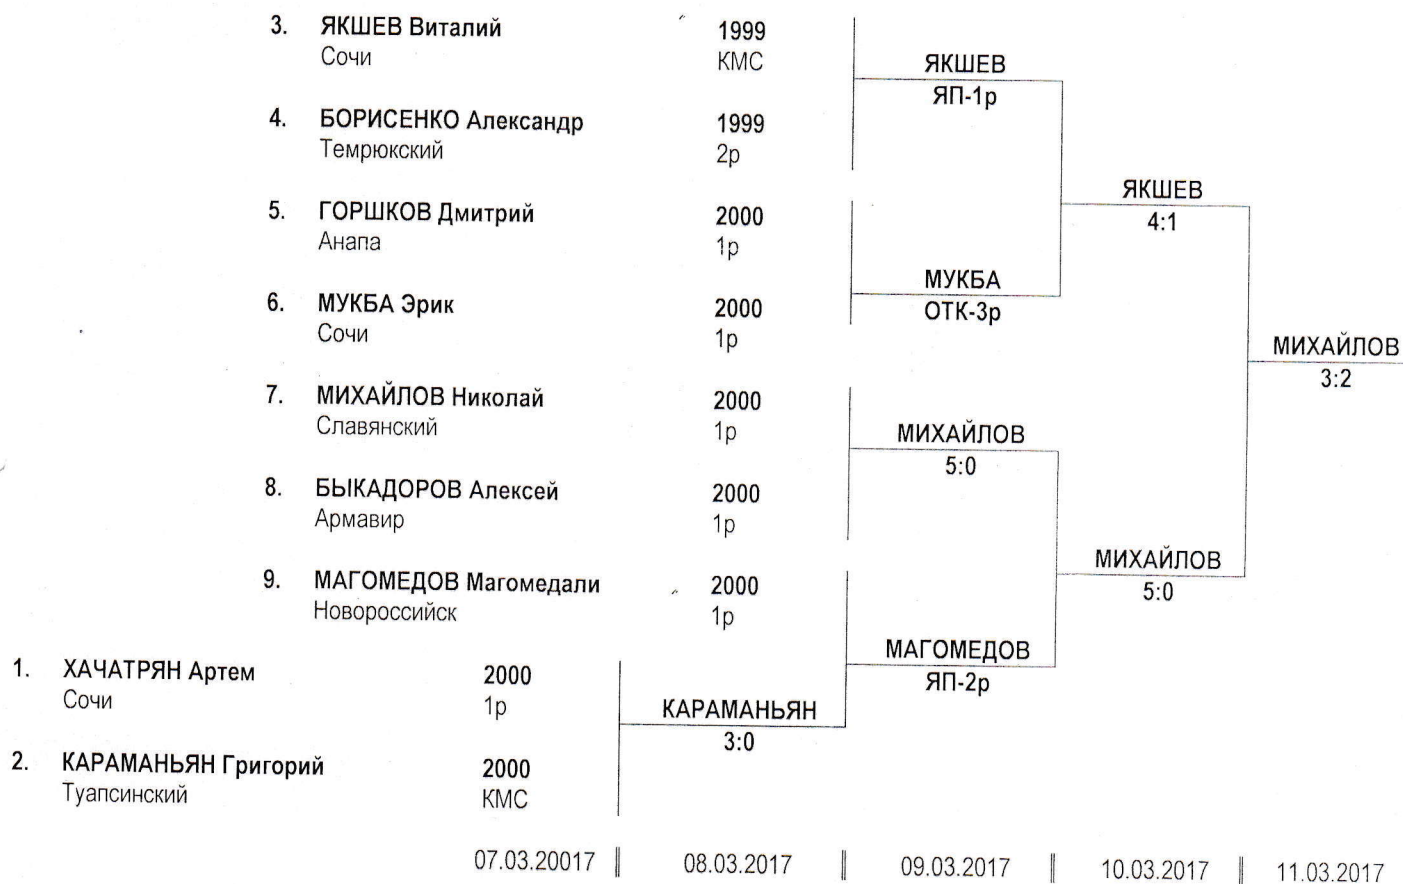 3. ЯКШЕВ Виталий 1999
Сочи КМС
ЯКШЕВ
ЯП-1р
4. БОРИСЕНКО Александр 1999
Темрюкский 2р
ЯКШЕВ
4:1
5. ГОРШКОВ Дмитрий 2000
Анапа 1р
МУКБА
ОТК-3р
6. МУКБА Эрик 2000
Сочи 1р
МИХАЙЛОВ
3:2
7. МИХАЙЛОВ Николай 2000
Славянский 1р
МИХАЙЛОВ
5:0
8. БЫКАДОРОВ Алексей 2000
Армавир 1р
МИХАЙЛОВ
5:0
9. МАГОМЕДОВ Магомедали 2000
Новороссийск 1р
МАГОМЕДОВ
ЯП-2р
1. ХАЧАТРЯН Артем 2000
Сочи 1р
КАРАМАНЬЯН
3:0
2. КАРАМАНЬЯН Григорий 2000
Туапсинский КМС
07.03.20017 08.03.2017 09.03.2017 10.03.2017 11.03.2017